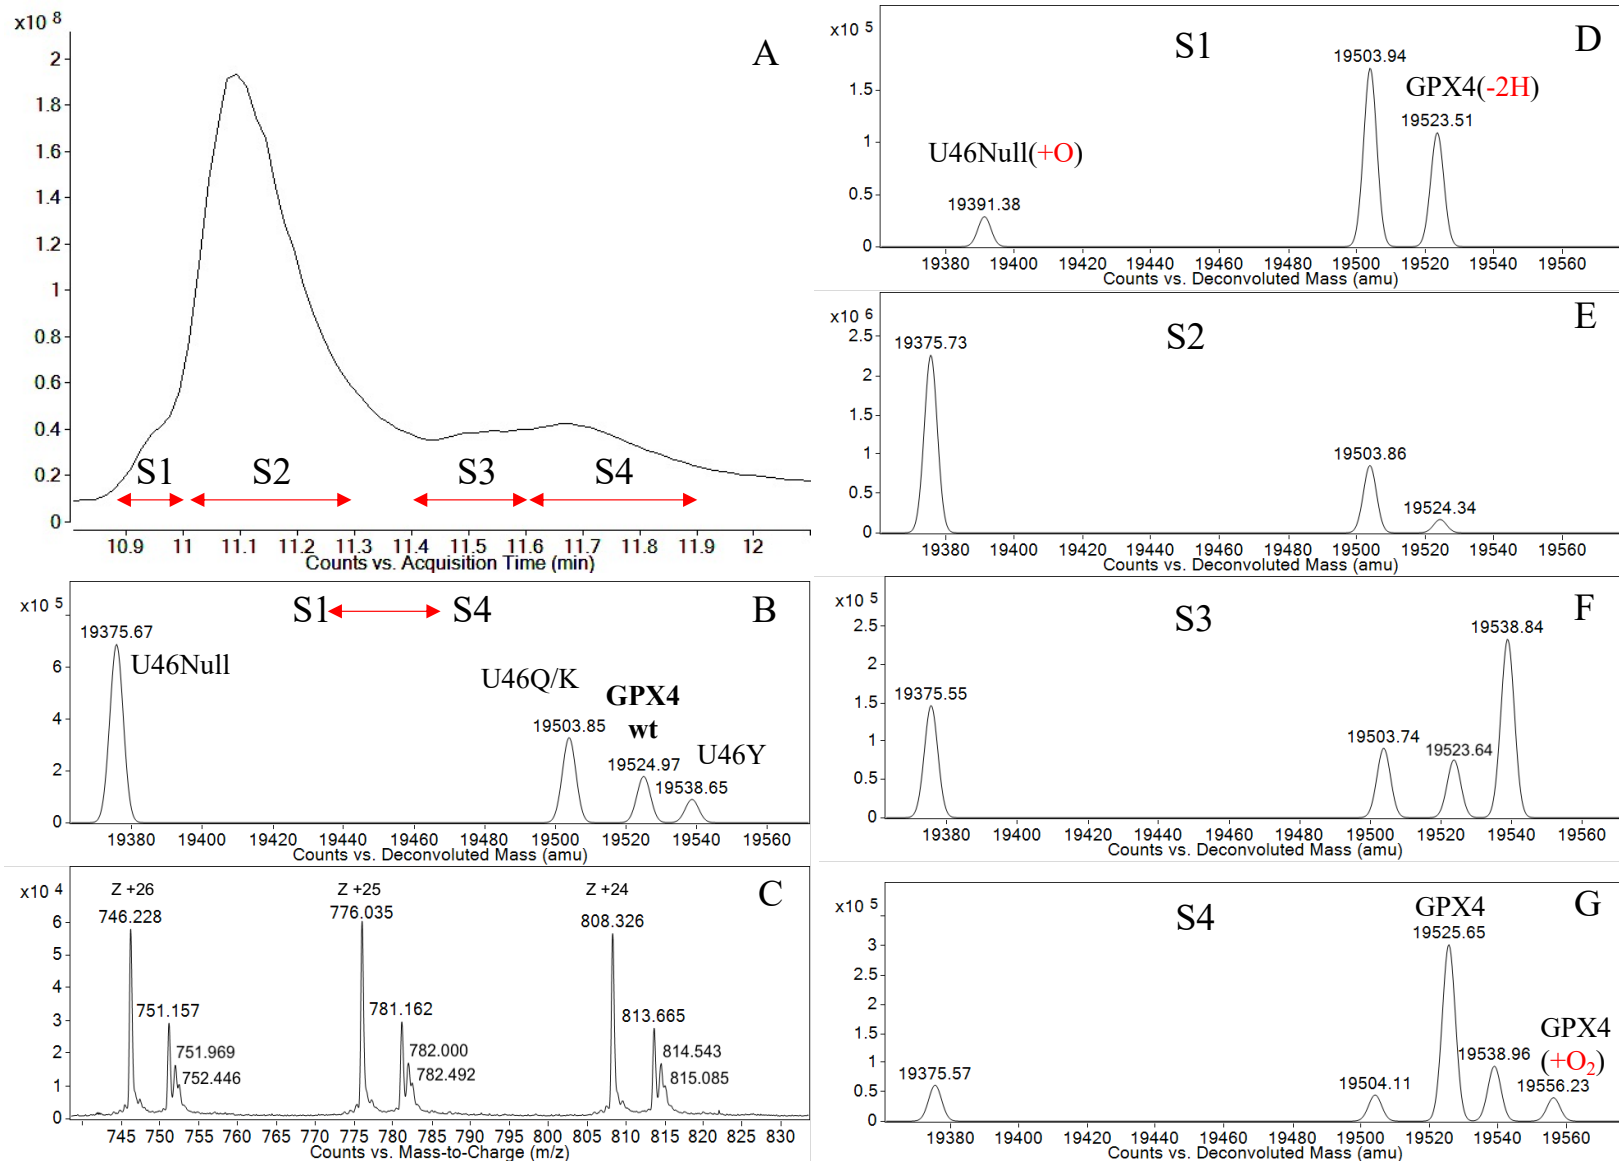 x10 8
A
2
1.8
1.6
1.4
1.2
1
0.8
0.6
0.4
0.2
0
S1 S2 S3 S4
10.9 11 11.1 11.2 11.3 11.4 11.5 11.6 11.7 11.8 11.9 12
Counts vs. Acquisition Time (min)
x10 5
S1 S4
B
19375.67
U46Null
U46Q/K
19503.85
GPX4
wt
19524.97
U46Y
19538.65
6
4
2
0
19380 19400 19420 19440 19460 19480 19500 19520 19540 19560
Counts vs. Deconvoluted Mass (amu)
x10 4
C
Z +26
746.228
Z +25
776.035
Z +24
808.326
751.157
751.969
752.446
781.162
782.000
782.492
813.665
814.543
815.085
6
5
4
3
2
1
0
745 750 755 760 765 770 775 780 785 790 795 800 805 810 815 820 825 830
Counts vs. Mass-to-Charge (m/z)
x10 5
S1
D
19503.94
GPX4(-2H)
19523.51
U46Null(+O)
19391.38
1.5
1
0.5
0
19380 19400 19420 19440 19460 19480 19500 19520 19540 19560
Counts vs. Deconvoluted Mass (amu)
x10 6
S2
E
19375.73
19503.86
19524.34
2.5
2
1.5
1
0.5
0
19380 19400 19420 19440 19460 19480 19500 19520 19540 19560
Counts vs. Deconvoluted Mass (amu)
x10 5
S3
F
19538.84
19375.55
19503.74
19523.64
2.5
2
1.5
1
0.5
0
19380 19400 19420 19440 19460 19480 19500 19520 19540 19560
Counts vs. Deconvoluted Mass (amu)
x10 5
S4
G
GPX4
19525.65
GPX4
(+O₂)
19538.96
19556.23
19375.57
19504.11
3
2.5
2
1.5
1
0.5
0
19380 19400 19420 19440 19460 19480 19500 19520 19540 19560
Counts vs. Deconvoluted Mass (amu)